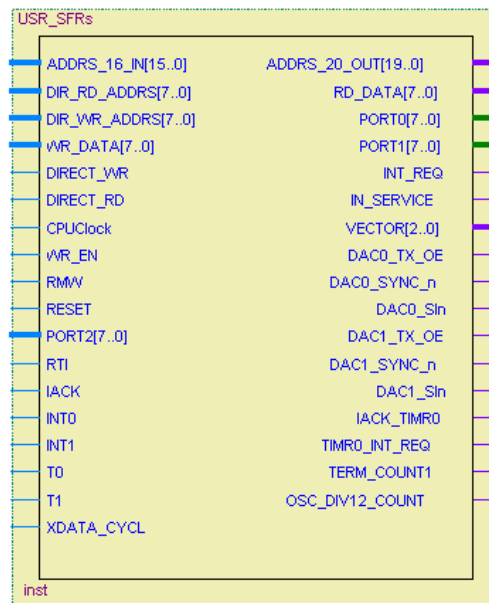 USR_SFRs
ADDRS_16_IN[15..0] ADDRS_20_OUT[19..0]
DIR_RD_ADDRS[7..0] RD_DATA[7..0]
DIR_WR_ADDRS[7..0] PORT0[7..0]
WR_DATA[7..0] PORT1[7..0]
DIRECT_WR INT_REQ
DIRECT_RD IN_SERVICE
CPUClock VECTOR[2..0]
WR_EN DAC0_TX_OE
RMW DAC0_SYNC_n
RESET DAC0_SIn
PORT2[7..0] DAC1_TX_OE
RTI DAC1_SYNC_n
IACK DAC1_SIn
INT0 IACK_TIMR0
INT1 TIMR0_INT_REQ
T0 TERM_COUNT1
T1 OSC_DIV12_COUNT
XDATA_CYCL
inst